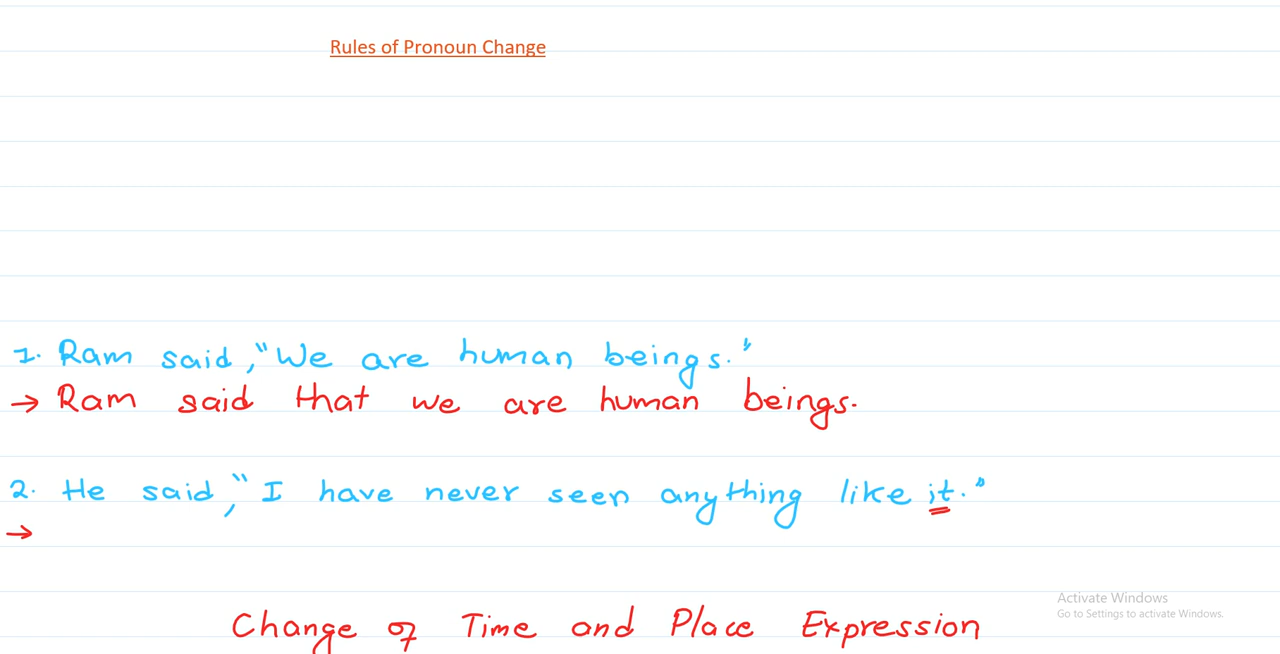 Rules of Pronoun Change
1. Ram said, "We are human beings."
→ Ram said that we are human beings.
2. He said, "I have never seen anything like it."
→
Activate Windows
Go to Settings to activate Windows.
Change of Time and Place Expression